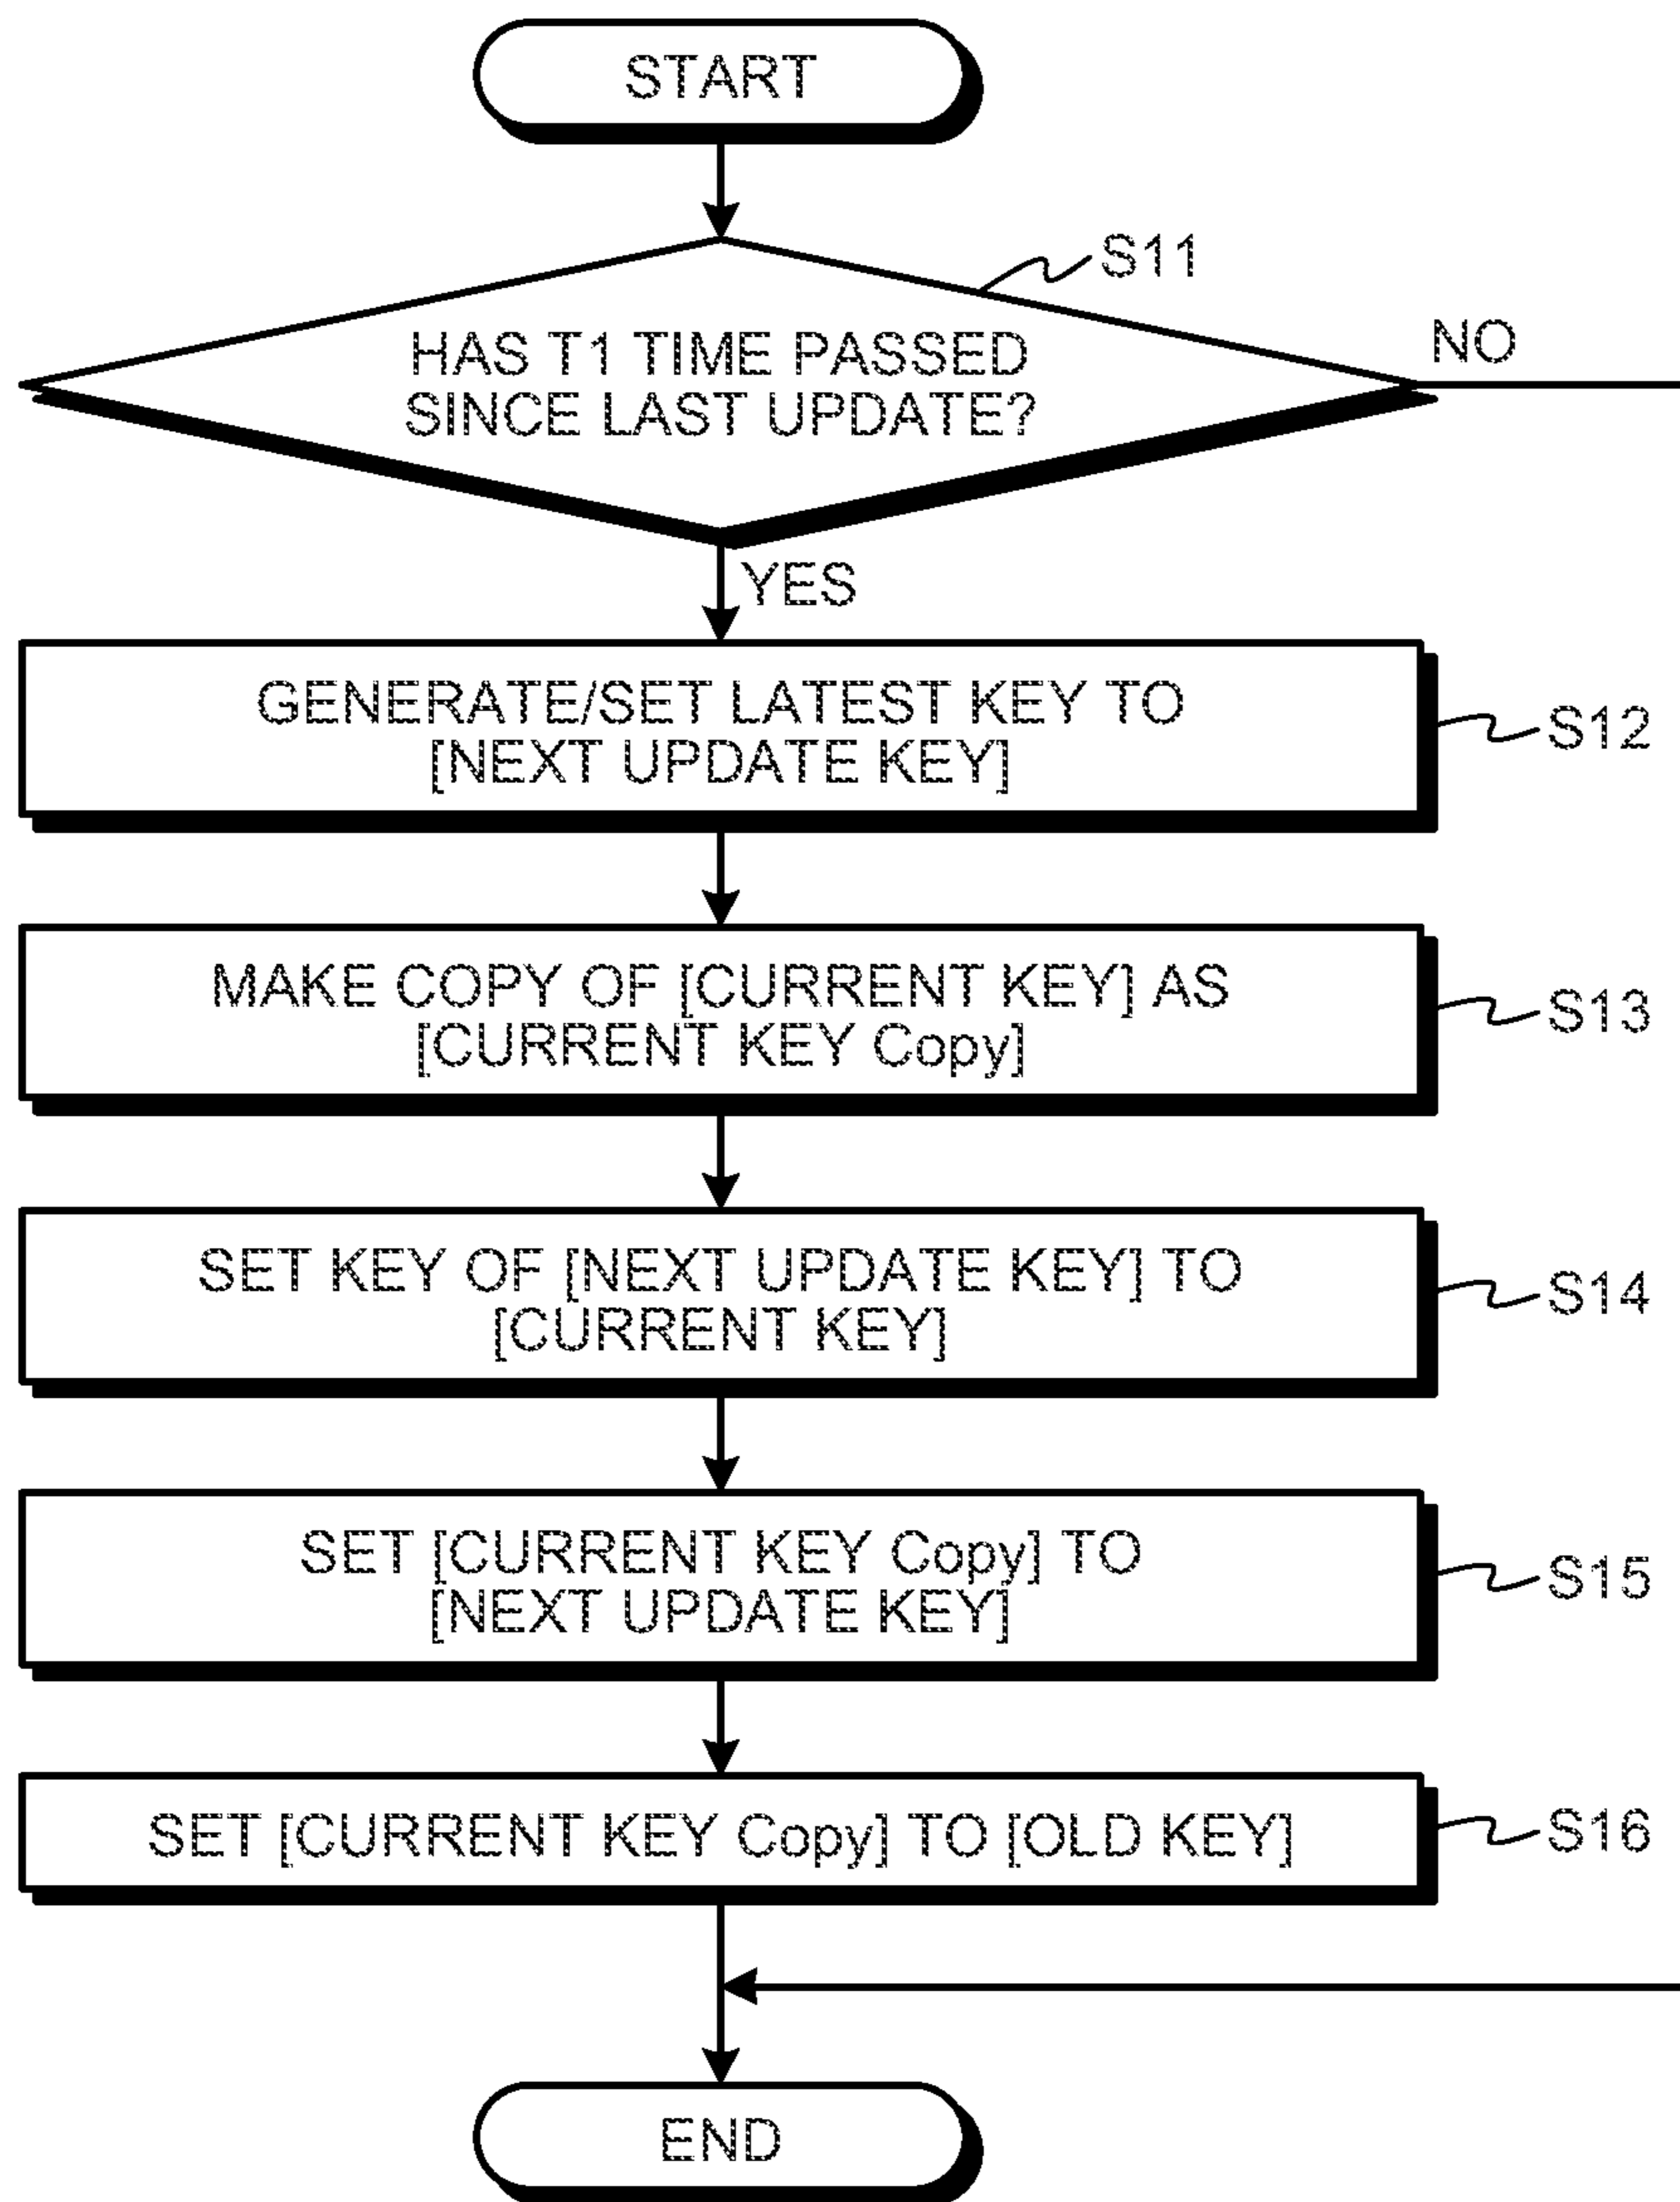 START
S11
HAS T1 TIME PASSED
SINCE LAST UPDATE?
NO
YES
GENERATE/SET LATEST KEY TO
[NEXT UPDATE KEY]
S12
MAKE COPY OF [CURRENT KEY] AS
[CURRENT KEY Copy]
S13
SET KEY OF [NEXT UPDATE KEY] TO
[CURRENT KEY]
S14
SET [CURRENT KEY Copy] TO
[NEXT UPDATE KEY]
S15
SET [CURRENT KEY Copy] TO [OLD KEY]
S16
END